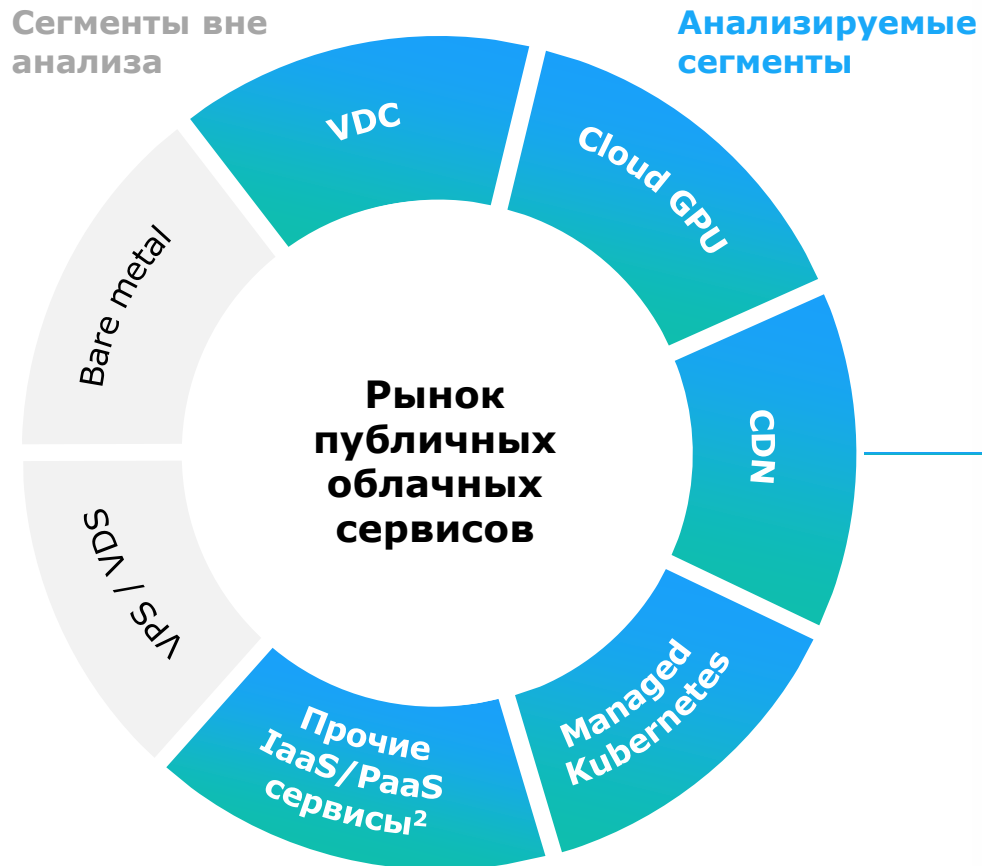 Сегменты вне
анализа
Анализируемые
сегменты
VDC
Cloud GPU
CDN
Managed
Kubernetes
Прочие
IaaS/PaaS
сервисы²
VPS / VDS
Bare metal
Рынок
публичных
облачных
сервисов